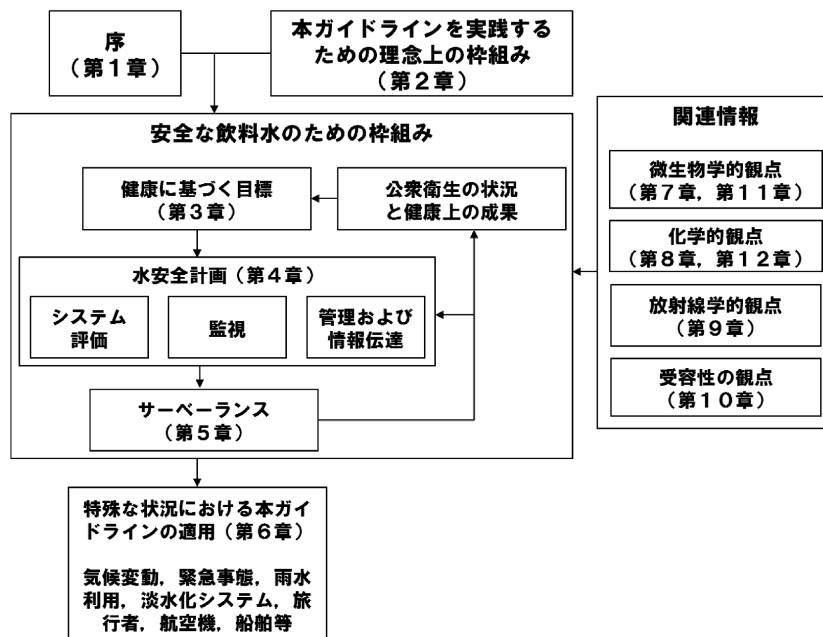 序
（第１章）
本ガイドラインを実践する
ための理念上の枠組み
（第２章）
安全な飲料水のための枠組み
健康に基づく目標
（第３章）
公衆衛生の状況
と健康上の成果
水安全計画（第４章）
システム
評価
監視
管理および
情報伝達
サーベーランス
（第５章）
特殊な状況における本ガイ
ドラインの適用（第６章）
気候変動，緊急事態，雨水
利用，淡水化システム，旅
行者，航空機，船舶等
関連情報
微生物学的観点
（第７章，第１１章）
化学的観点
（第８章，第１２章）
放射線学的観点
（第９章）
受容性の観点
（第１０章）